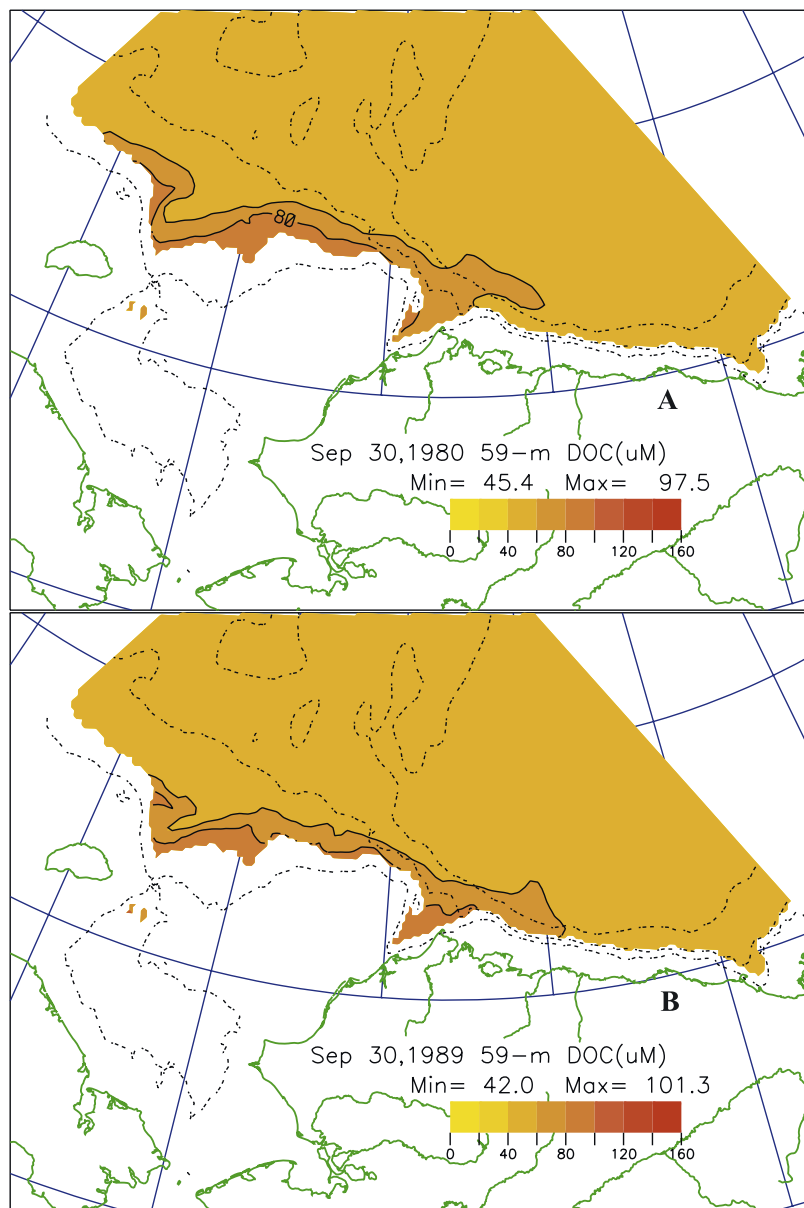 80
A
Sep 30,1980 59-m DOC(uM)
Min= 45.4 Max= 97.5
0 40 80 120 160
B
Sep 30,1989 59-m DOC(uM)
Min= 42.0 Max= 101.3
0 40 80 120 160